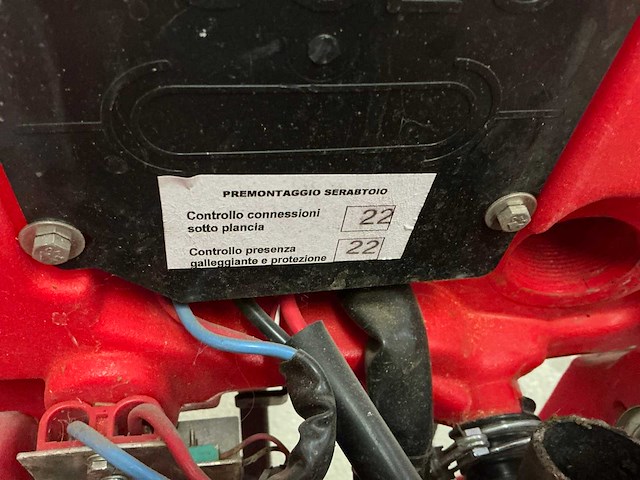 PREMONTAGGIO SERABTOIO
Controllo connessioni
sotto plancia 22
Controllo presenza
galleggiante e protezione 22